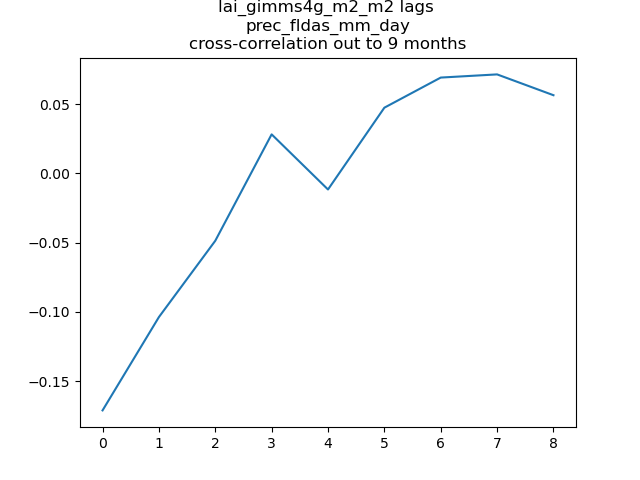 lai_gimms4g_m2_m2 lags
prec_fldas_mm_day
cross-correlation out to 9 months
0.05
0.00
−0.05
−0.10
−0.15
0 1 2 3 4 5 6 7 8